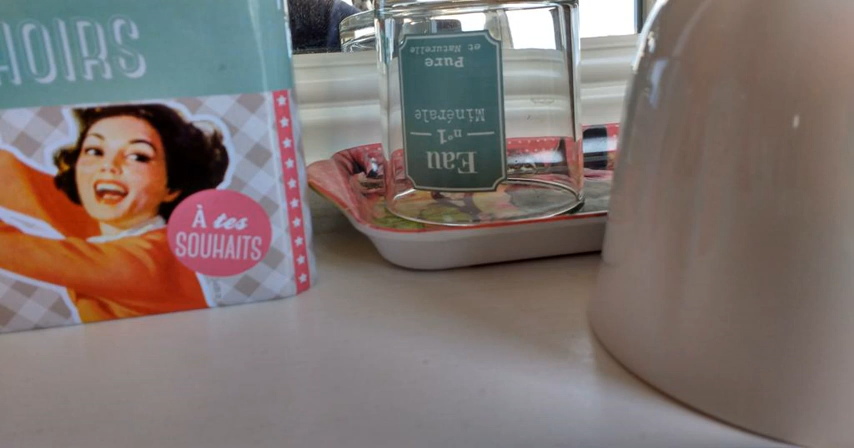 HOIRS
À tes
SOUHAITS
Eau
n°1
Minérale
Pure
et Naturelle